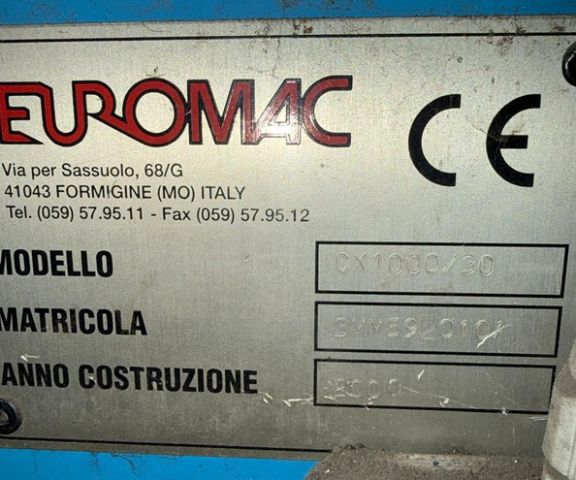 EUROMAC
CE
Via per Sassuolo, 68/G
41043 FORMIGINE (MO) ITALY
Tel. (059) 57.95.11 - Fax (059) 57.95.12
MODELLO CX1000/30
MATRICOLA
ANNO COSTRUZIONE